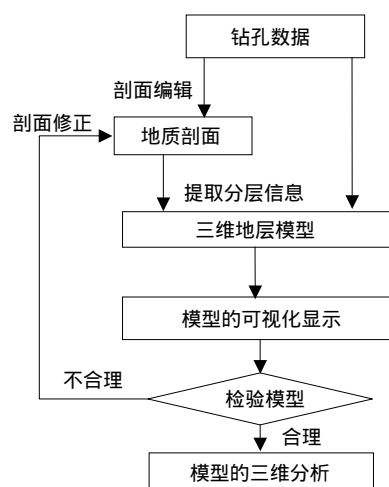 钻孔数据
剖面编辑
剖面修正
地质剖面
提取分层信息
三维地层模型
模型的可视化显示
不合理
检验模型
合理
模型的三维分析